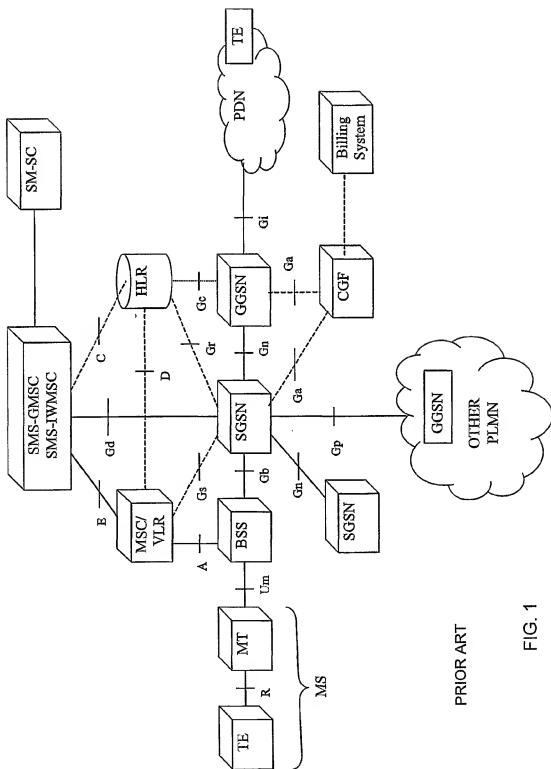 SMS-GMSC
SMS-IWMSC
SM-SC
E
Gd
C
MSC/
VLR
D
HLR
Gs
Gr
Gc
A
TE
R
MT
Um
BSS
Gb
SGSN
Gn
GGSN
Gi
PDN
TE
Gn
Ga
Ga
MS
SGSN
Gp
CGF
Billing
System
GGSN
OTHER
PLMN
PRIOR ART
FIG. 1